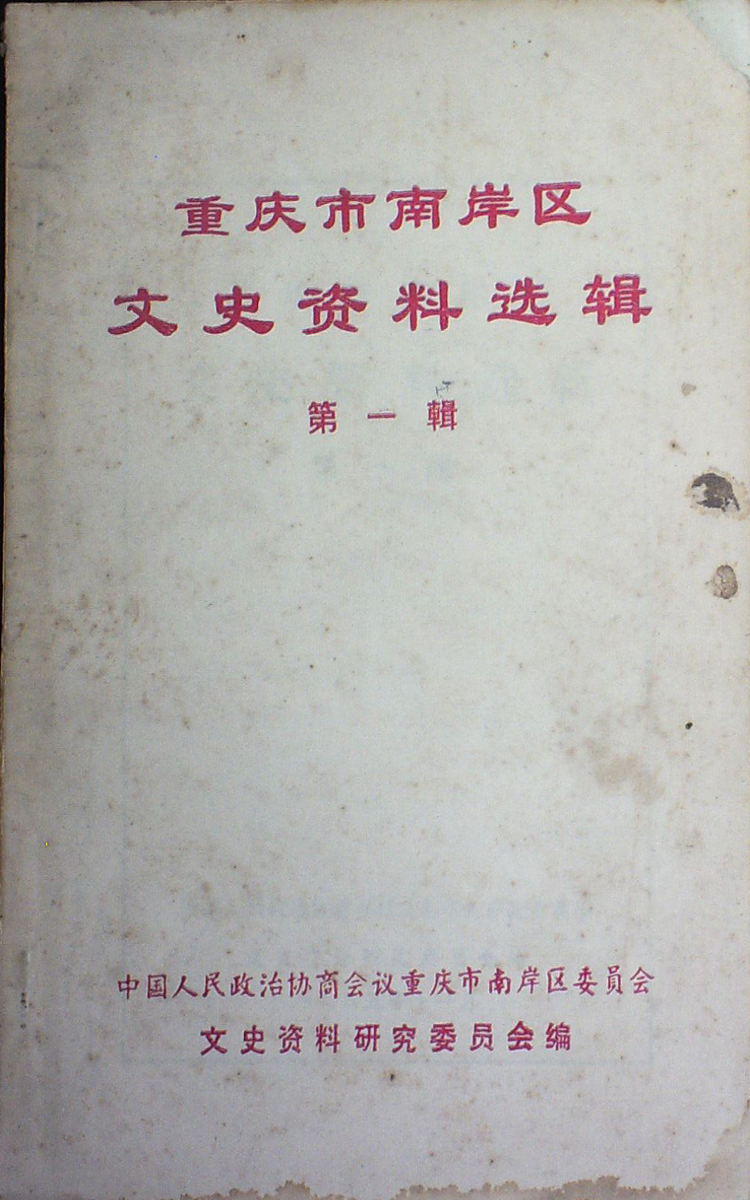 重庆市南岸区
文史资料选辑
第一輯
中国人民政治协商会议重庆市南岸区委員会
文史资料研究委员会编